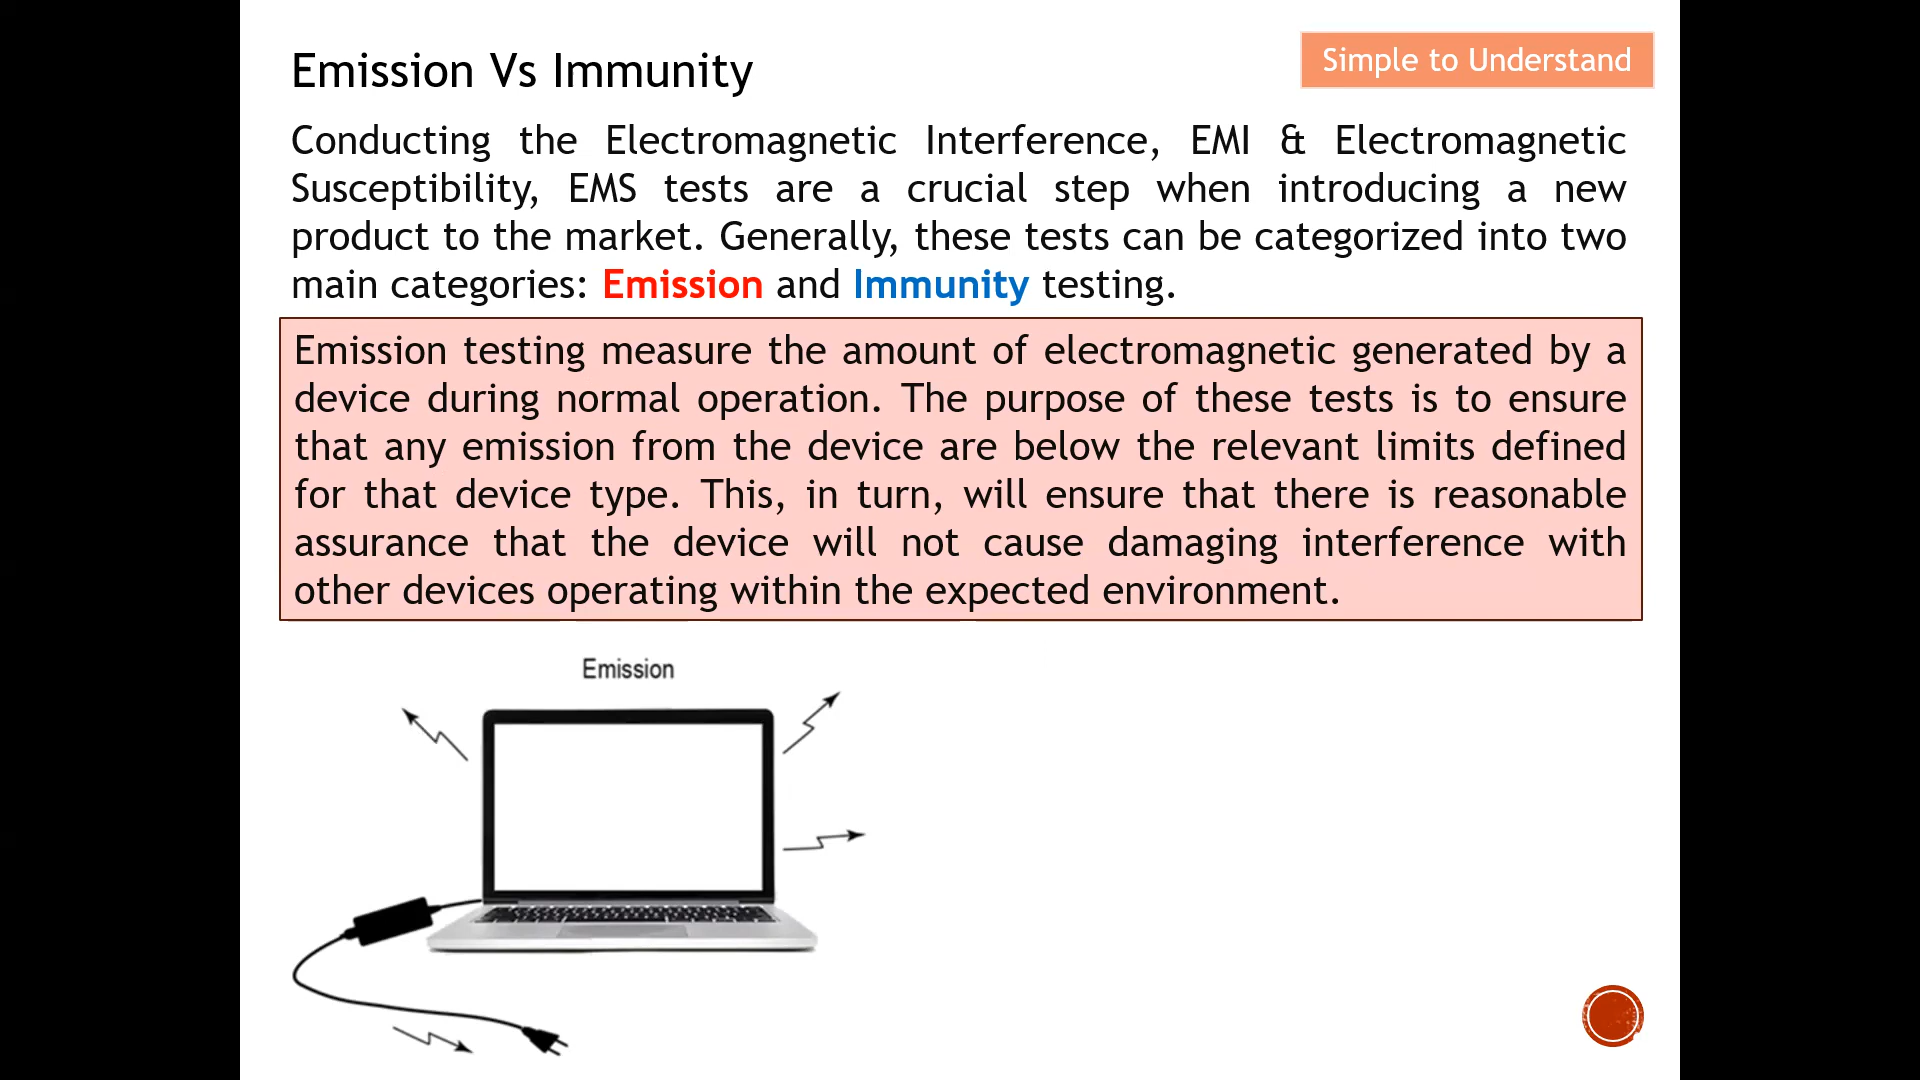 Emission Vs Immunity
Simple to Understand
Conducting the Electromagnetic Interference, EMI & Electromagnetic
Susceptibility, EMS tests are a crucial step when introducing a new
product to the market. Generally, these tests can be categorized into two
main categories: Emission and Immunity testing.
Emission testing measure the amount of electromagnetic generated by a
device during normal operation. The purpose of these tests is to ensure
that any emission from the device are below the relevant limits defined
for that device type. This, in turn, will ensure that there is reasonable
assurance that the device will not cause damaging interference with
other devices operating within the expected environment.
Emission